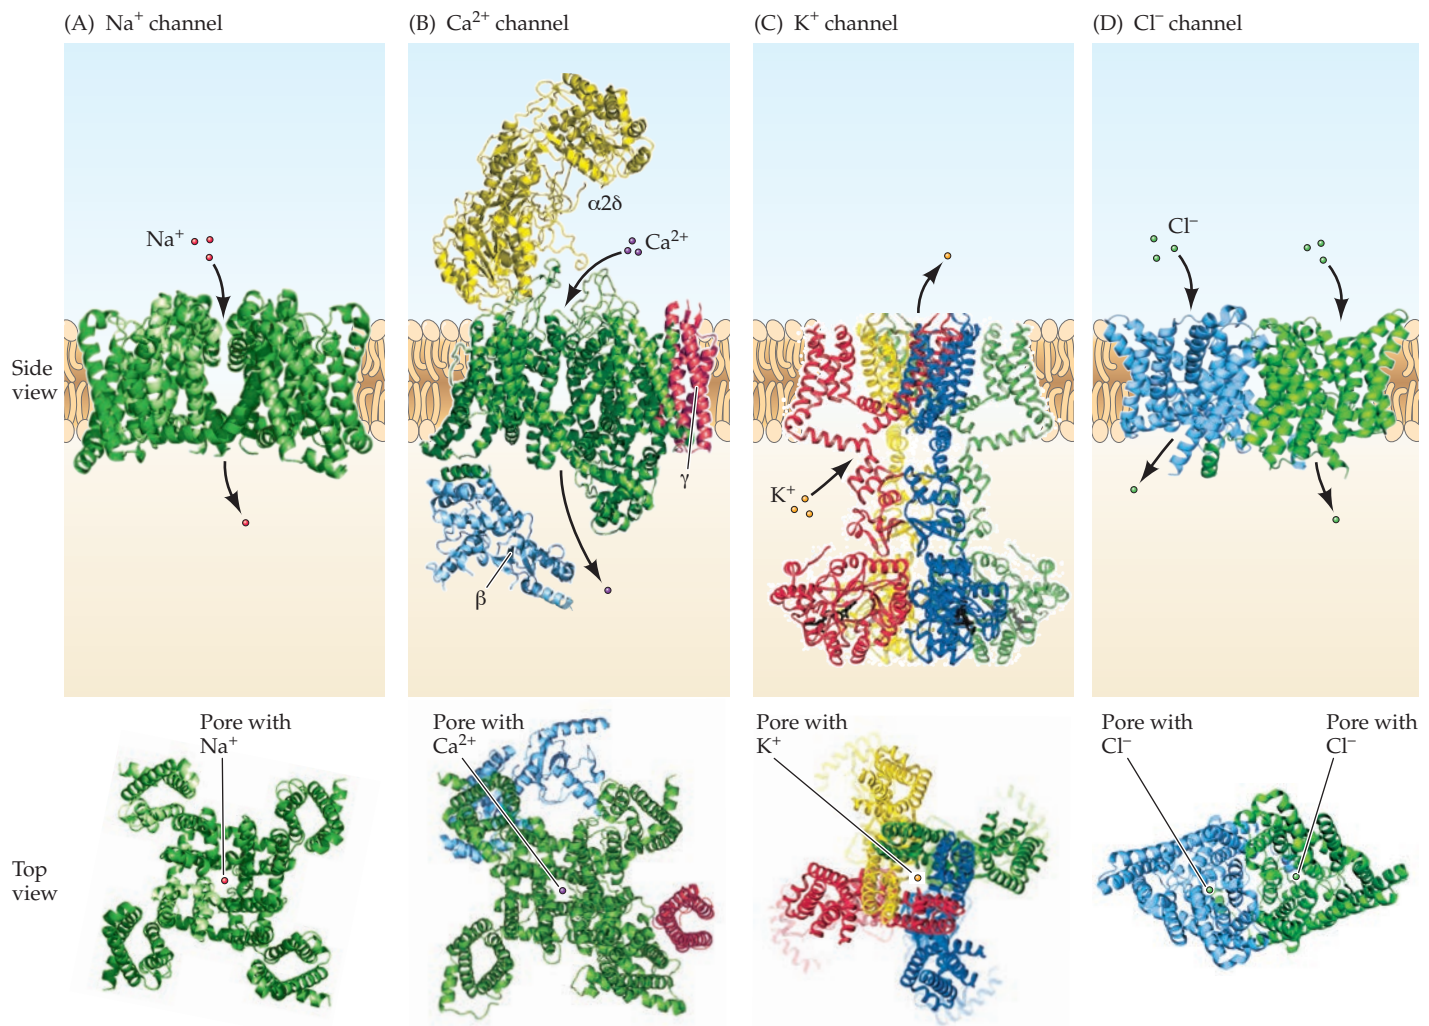 (A) Na⁺ channel
(B) Ca²⁺ channel
(C) K⁺ channel
(D) Cl⁻ channel
α2δ
Na⁺
Ca²⁺
Cl⁻
Side
view
γ
K⁺
β
Pore with
Na⁺
Pore with
Ca²⁺
Pore with
K⁺
Pore with
Cl⁻
Pore with
Cl⁻
Top
view